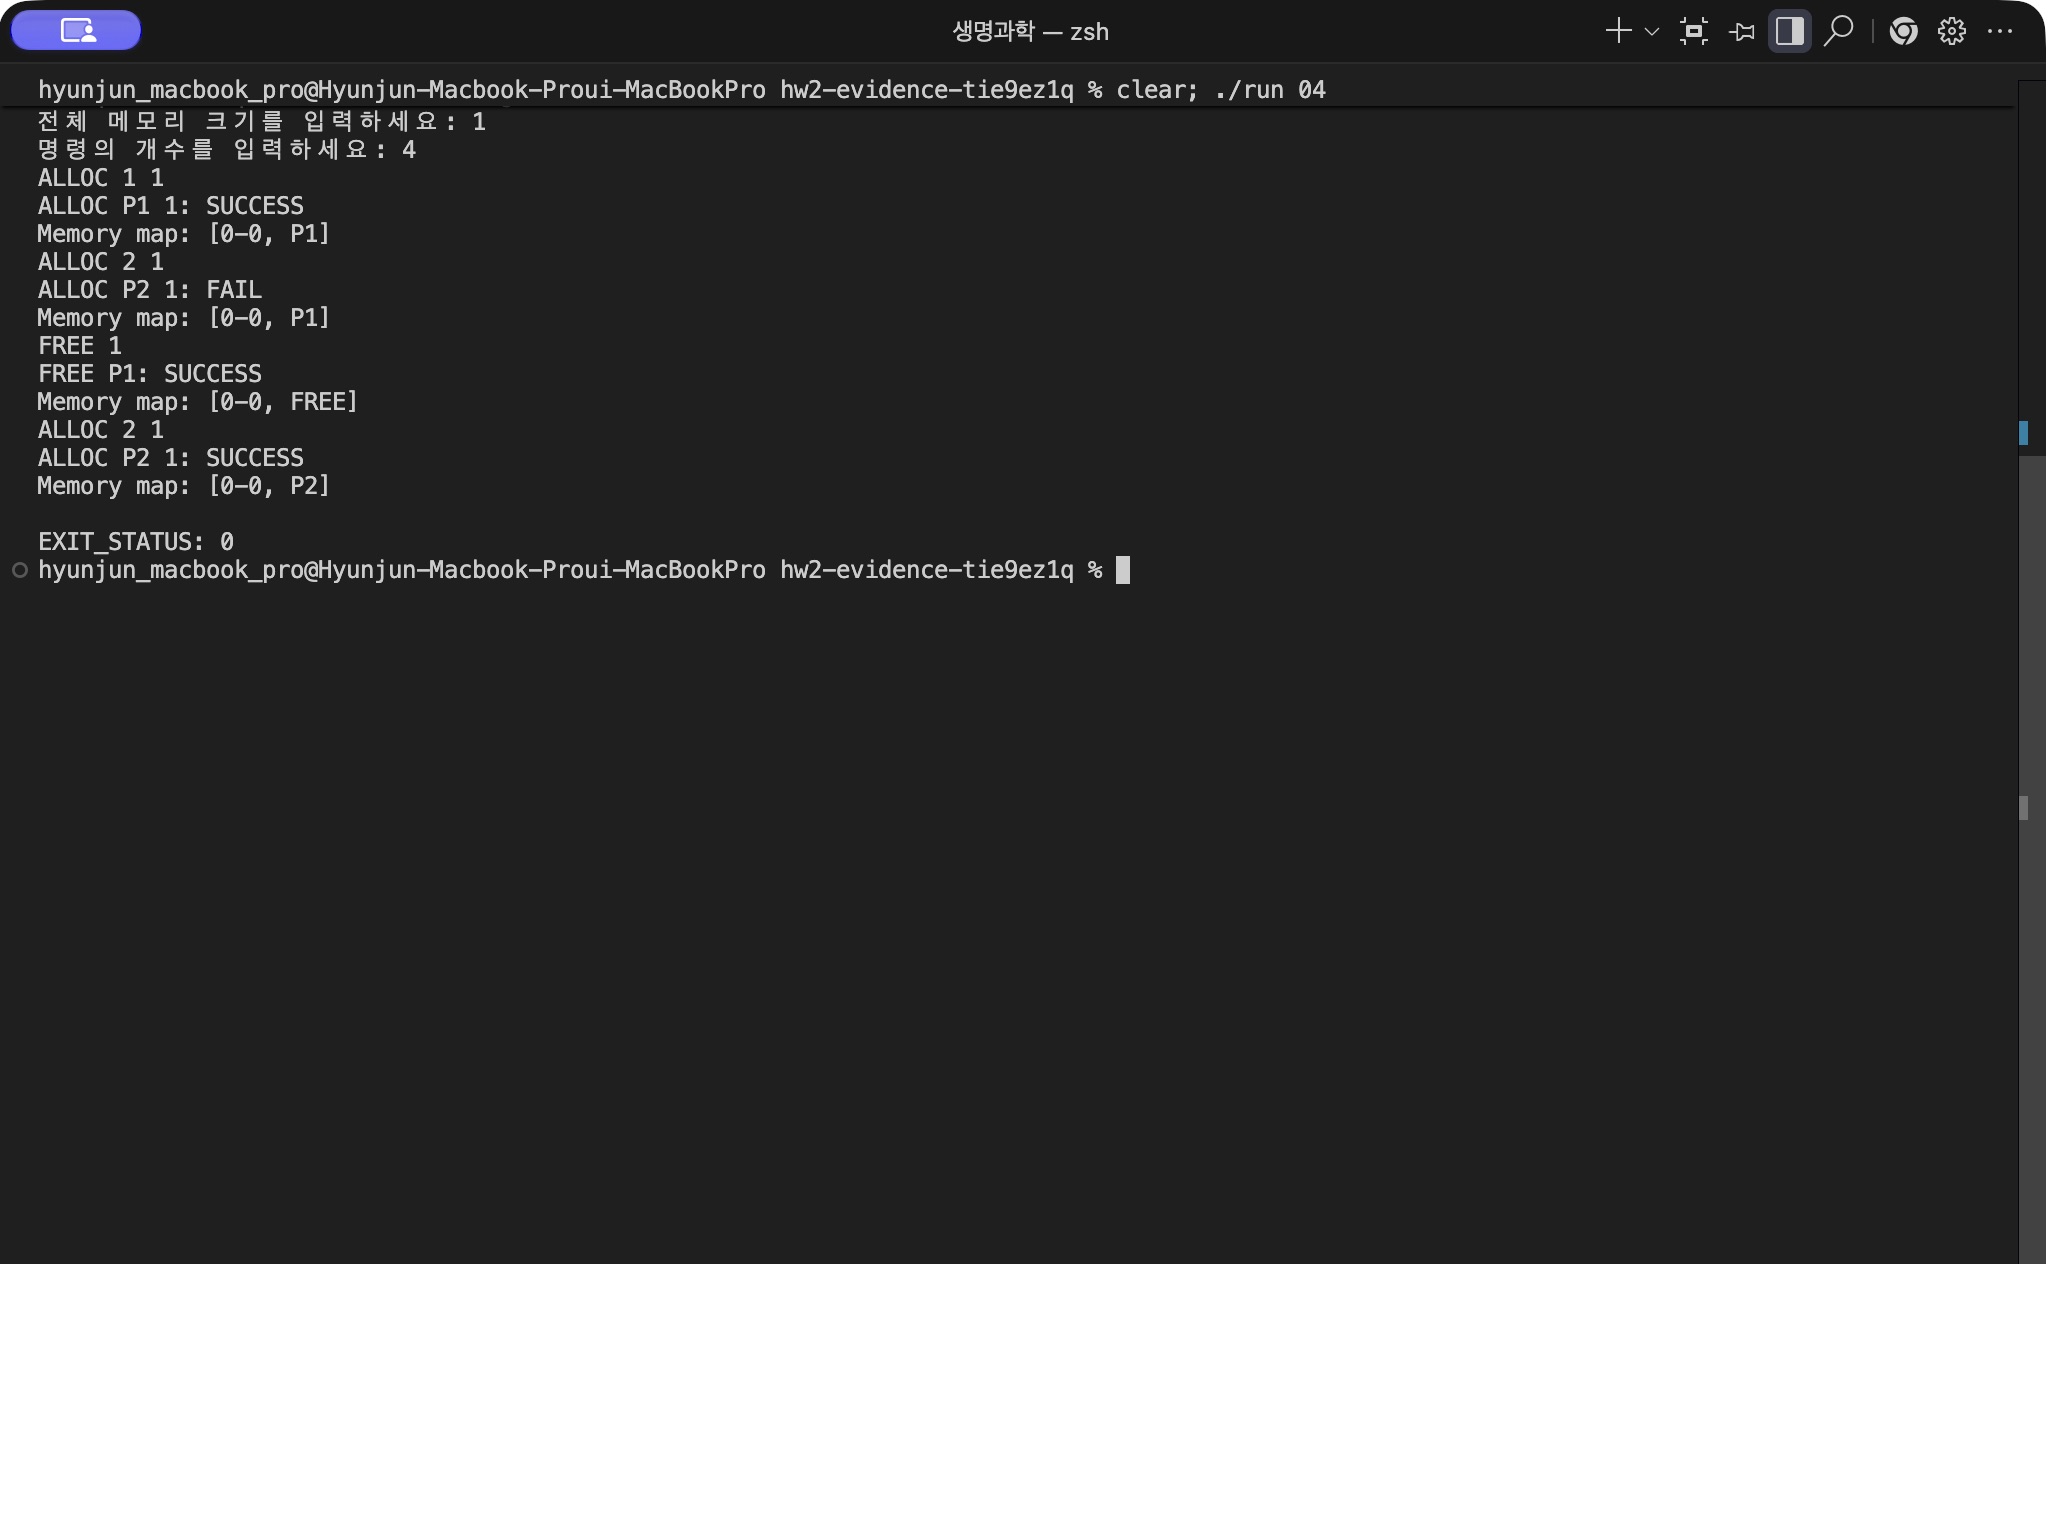 생명과학 — zsh
hyunjun_macbook_pro@Hyunjun-Macbook-Proui-MacBookPro hw2-evidence-tie9ez1q % clear; ./run 04
전체 메모리 크기를 입력하세요: 1
명령의 개수를 입력하세요: 4
ALLOC 1 1
ALLOC P1 1: SUCCESS
Memory map: [0-0, P1]
ALLOC 2 1
ALLOC P2 1: FAIL
Memory map: [0-0, P1]
FREE 1
FREE P1: SUCCESS
Memory map: [0-0, FREE]
ALLOC 2 1
ALLOC P2 1: SUCCESS
Memory map: [0-0, P2]
EXIT_STATUS: 0
hyunjun_macbook_pro@Hyunjun-Macbook-Proui-MacBookPro hw2-evidence-tie9ez1q %